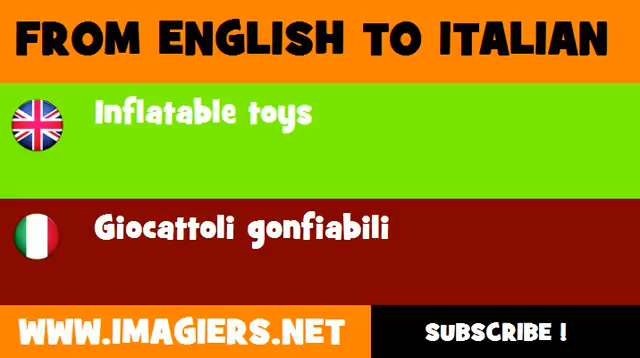 FROM ENGLISH TO ITALIAN
Inflatable toys
Giocattoli gonfiabili
WWW.IMAGIERS.NET
SUBSCRIBE !